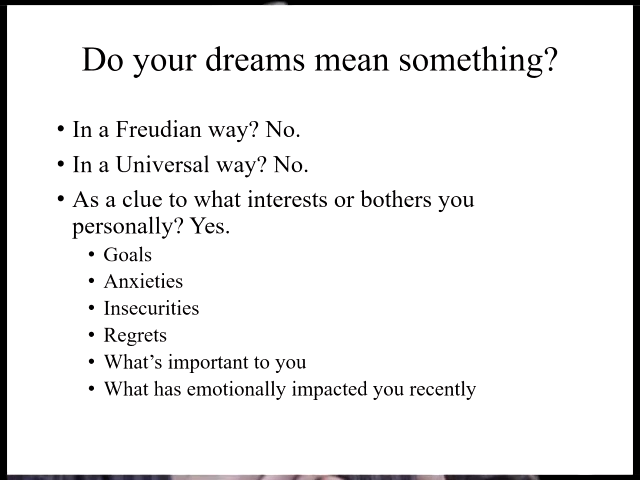 Do your dreams mean something?
• In a Freudian way? No.
• In a Universal way? No.
• As a clue to what interests or bothers you
personally? Yes.
• Goals
• Anxieties
• Insecurities
• Regrets
• What’s important to you
• What has emotionally impacted you recently